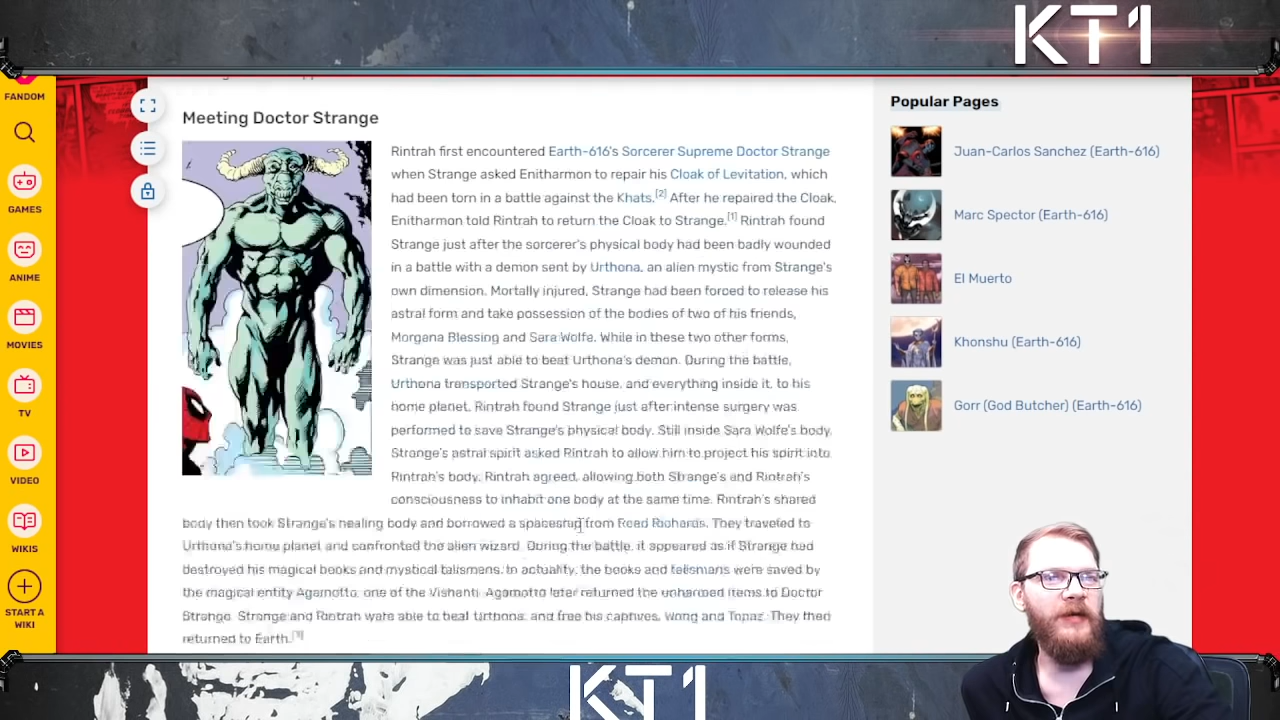 KT1
FANDOM
GAMES
ANIME
MOVIES
TV
VIDEO
WIKIS
START A
WIKI
Meeting Doctor Strange
Rintrah first encountered Earth-616's Sorcerer Supreme Doctor Strange
when Strange asked Enitharmon to repair his Cloak of Levitation, which
had been torn in a battle against the Khats.[2] After he repaired the Cloak,
Enitharmon told Rintrah to return the Cloak to Strange.[1] Rintrah found
Strange just after the sorcerer's physical body had been badly wounded
in a battle with a demon sent by Urthona, an alien mystic from Strange's
own dimension. Mortally injured, Strange had been forced to release his
astral form and take possession of the bodies of two of his friends,
Morgana Blessing and Sara Wolfe. While in these two other forms,
Strange was just able to beat Urthona's demon. During the battle,
Urthona transported Strange's house, and everything inside it, to his
home planet. Rintrah found Strange just after intense surgery was
performed to save Strange's physical body. Still inside Sara Wolfe's body,
Strange's astral spirit asked Rintrah to allow him to project his spirit into
Rintrah's body. Rintrah agreed, allowing both Strange's and Rintrah's
consciousness to inhabit one body at the same time. Rintrah's shared
body then took Strange's healing body and borrowed a spaceship from Reed Richards. They traveled to
Urthona's home planet and confronted the alien wizard. During the battle, it appeared as if Strange had
destroyed his magical books and mystical talismans. In actuality, the books and talismans were saved by
the magical entity Agamotto, one of the Vishanti. Agamotto later returned the enhanced items to Doctor
Strange. Strange and Rintrah were able to beat Urthona, and free his captives, Wong and Topaz. They then
returned to Earth.
Popular Pages
Juan-Carlos Sanchez (Earth-616)
Marc Spector (Earth-616)
El Muerto
Khonshu (Earth-616)
Gorr (God Butcher) (Earth-616)
KT1